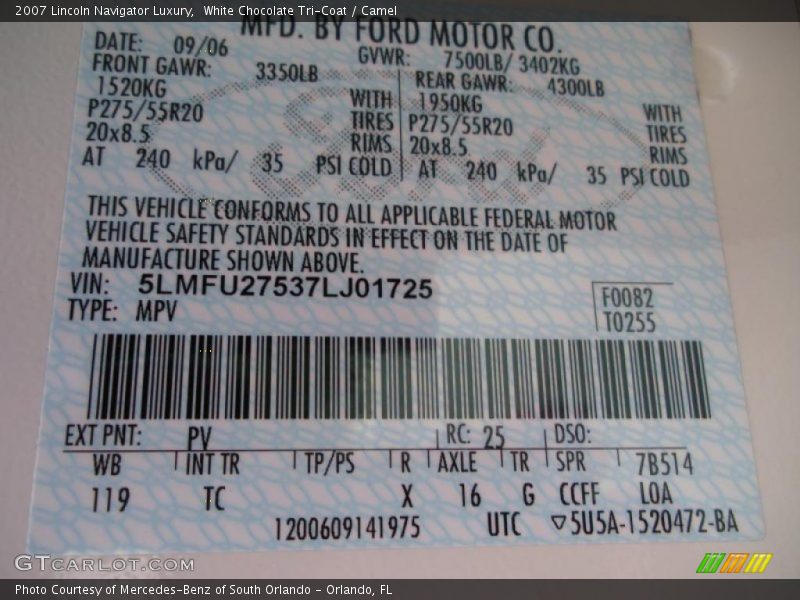 2007 Lincoln Navigator Luxury, White Chocolate Tri-Coat / Camel
MFD. BY FORD MOTOR CO.
DATE: 09/06 GVWR: 7500LB/ 3402KG
FRONT GAWR: 3350LB REAR GAWR: 4300LB
1520KG WITH 1950KG WITH
P275/55R20 TIRES P275/55R20 TIRES
20x8.5 RIMS 20x8.5 RIMS
AT 240 kPa/ 35 PSI COLD AT 240 kPa/ 35 PSI COLD
THIS VEHICLE CONFORMS TO ALL APPLICABLE FEDERAL MOTOR
VEHICLE SAFETY STANDARDS IN EFFECT ON THE DATE OF
MANUFACTURE SHOWN ABOVE.
VIN: 5LMFU27537LJ01725
F0082
TYPE: MPV
T0255
EXT PNT: PV RC: 25 DSO:
WB INT TR TP/PS R AXLE TR SPR 7B514
119 TC X 16 G CCFF LOA
1200609141975 UTC ▽5U5A-1520472-BA
GTCARLOT.COM
Photo Courtesy of Mercedes-Benz of South Orlando - Orlando, FL